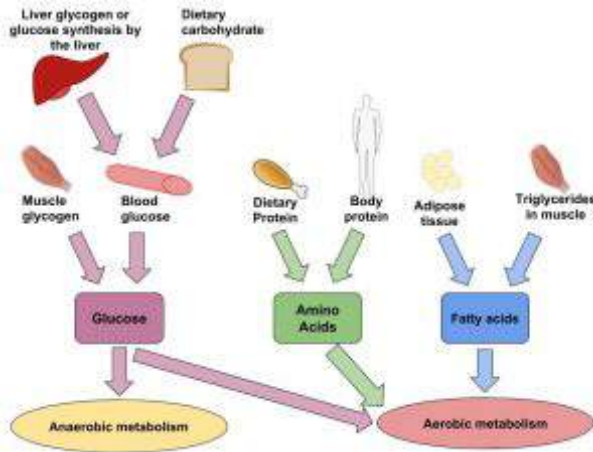 Liver glycogen or
glucose synthesis by
the liver
Dietary
carbohydrate
Muscle
glycogen
Blood
glucose
Dietary
Protein
Body
protein
Adipose
tissue
Triglycerides
in muscle
Glucose
Amino
Acids
Fatty acids
Anaerobic metabolism
Aerobic metabolism